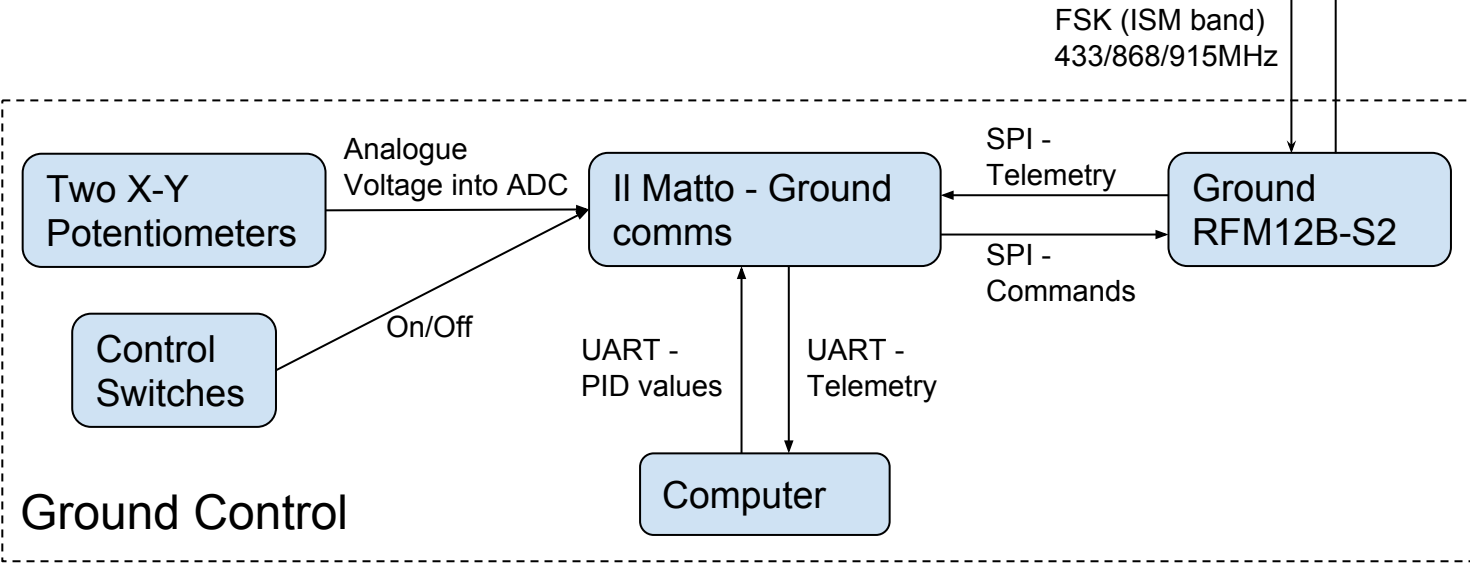 FSK (ISM band)
433/868/915MHz
Analogue
Voltage into ADC
SPI -
Telemetry
Two X-Y
Potentiometers
Il Matto - Ground
comms
Ground
RFM12B-S2
SPI -
Commands
On/Off
Control
Switches
UART -
PID values
UART -
Telemetry
Computer
Ground Control